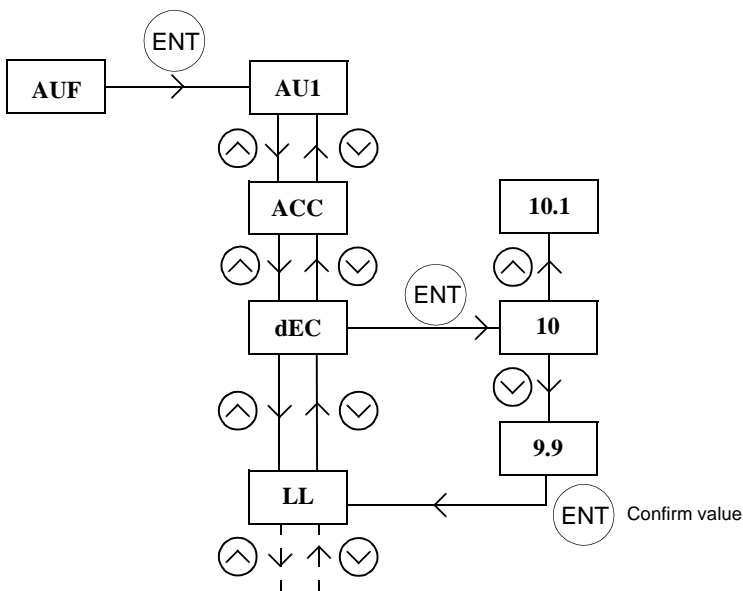 ENT
AUF
AU1
ACC
10.1
ENT
dEC
10
9.9
LL
ENT
Confirm value